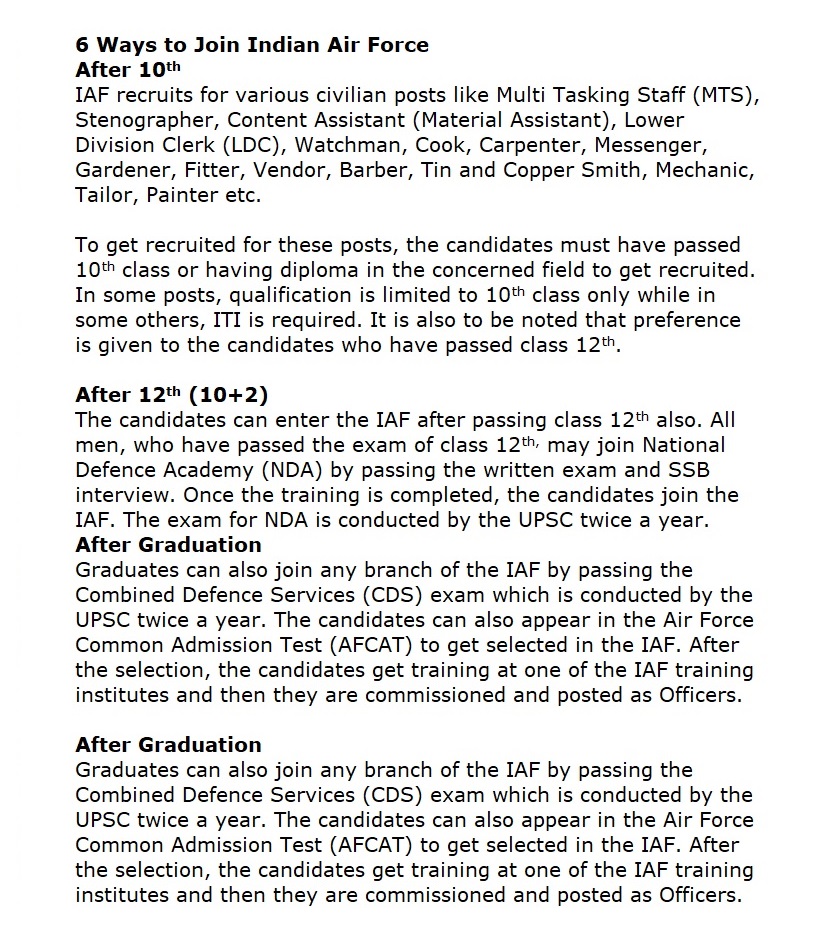 6 Ways to Join Indian Air Force
After 10th
IAF recruits for various civilian posts like Multi Tasking Staff (MTS),
Stenographer, Content Assistant (Material Assistant), Lower
Division Clerk (LDC), Watchman, Cook, Carpenter, Messenger,
Gardener, Fitter, Vendor, Barber, Tin and Copper Smith, Mechanic,
Tailor, Painter etc.
To get recruited for these posts, the candidates must have passed
10th class or having diploma in the concerned field to get recruited.
In some posts, qualification is limited to 10th class only while in
some others, ITI is required. It is also to be noted that preference
is given to the candidates who have passed class 12th.
After 12th (10+2)
The candidates can enter the IAF after passing class 12th also. All
men, who have passed the exam of class 12th, may join National
Defence Academy (NDA) by passing the written exam and SSB
interview. Once the training is completed, the candidates join the
IAF. The exam for NDA is conducted by the UPSC twice a year.
After Graduation
Graduates can also join any branch of the IAF by passing the
Combined Defence Services (CDS) exam which is conducted by the
UPSC twice a year. The candidates can also appear in the Air Force
Common Admission Test (AFCAT) to get selected in the IAF. After
the selection, the candidates get training at one of the IAF training
institutes and then they are commissioned and posted as Officers.
After Graduation
Graduates can also join any branch of the IAF by passing the
Combined Defence Services (CDS) exam which is conducted by the
UPSC twice a year. The candidates can also appear in the Air Force
Common Admission Test (AFCAT) to get selected in the IAF. After
the selection, the candidates get training at one of the IAF training
institutes and then they are commissioned and posted as Officers.